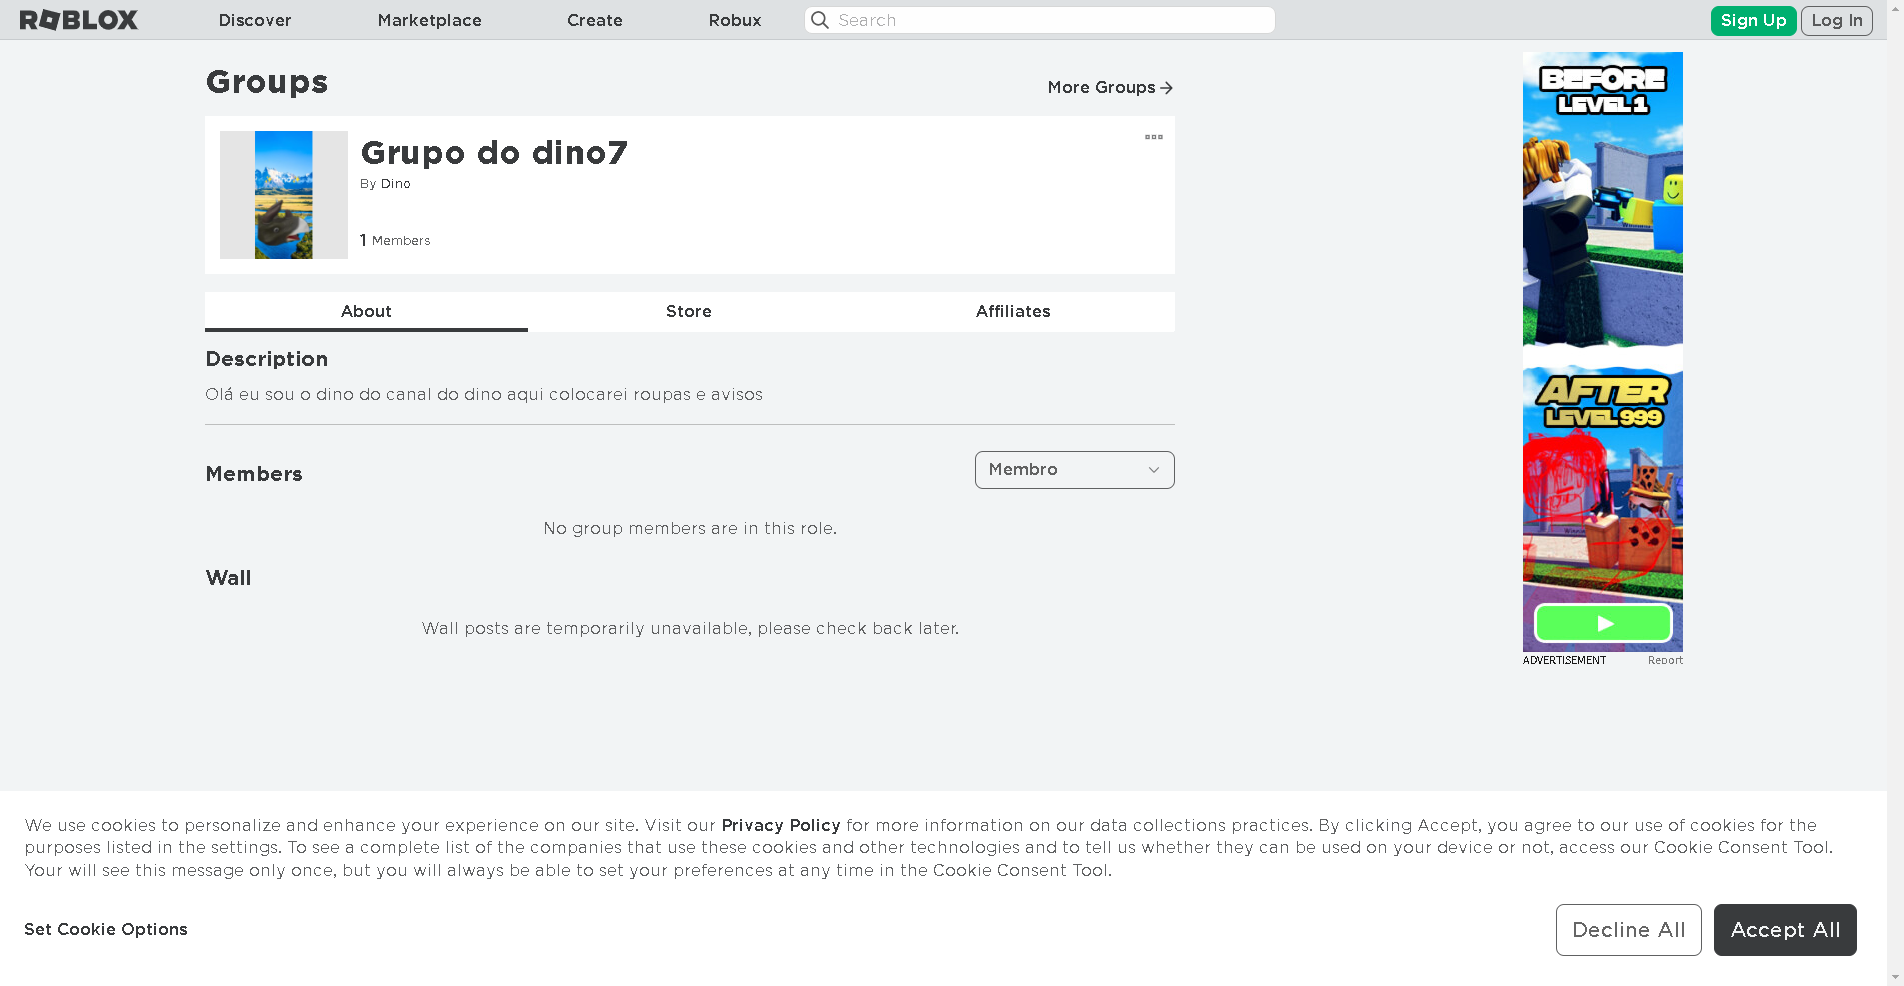 ROBLOX
Discover
Marketplace
Create
Robux
Search
Sign Up
Log In
Groups
More Groups
Grupo do dino7
By Dino
1 Members
About
Store
Affiliates
Description
Olá eu sou o dino do canal do dino aqui colocarei roupas e avisos
Members
Membro
No group members are in this role.
Wall
Wall posts are temporarily unavailable, please check back later.
BEFORE
LEVEL 1
AFTER
LEVEL 999
ADVERTISEMENT
Report
We use cookies to personalize and enhance your experience on our site. Visit our Privacy Policy for more information on our data collections practices. By clicking Accept, you agree to our use of cookies for the
purposes listed in the settings. To see a complete list of the companies that use these cookies and other technologies and to tell us whether they can be used on your device or not, access our Cookie Consent Tool.
Your will see this message only once, but you will always be able to set your preferences at any time in the Cookie Consent Tool.
Set Cookie Options
Decline All
Accept All